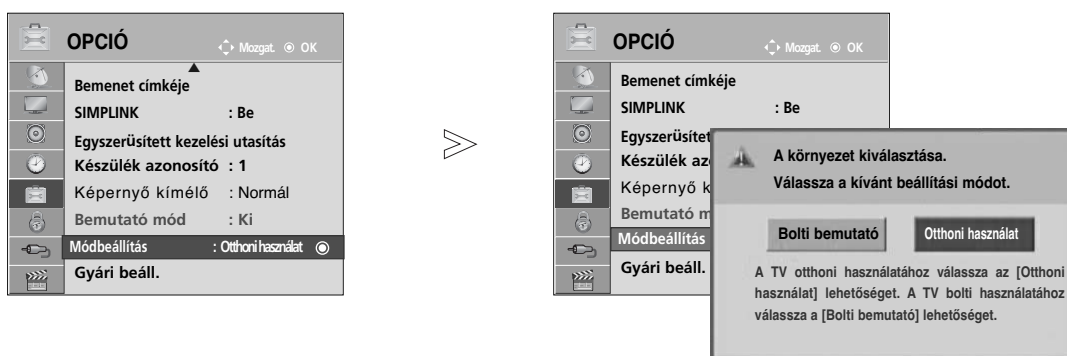 OPCIÓ
Mozgat. OK
Bemenet címkéje
SIMPLINK : Be
Egyszerűsített kezelési utasítás
Készülék azonosító : 1
Képernyő kímélő : Normál
Bemutató mód : Ki
Módbeállítás : Otthoni használat
Gyári beáll.
OPCIÓ
Mozgat. OK
Bemenet címkéje
SIMPLINK : Be
Egyszerűsítet
Készülék az
Képernyő k
Bemutató m
Módbeállítás
Gyári beáll.
A környezet kiválasztása.
Válassza a kívánt beállítási módot.
Bolti bemutató
Otthoni használat
A TV otthoni használatához válassza az [Otthoni
használat] lehetőséget. A TV bolti használatához
válassza a [Bolti bemutató] lehetőséget.